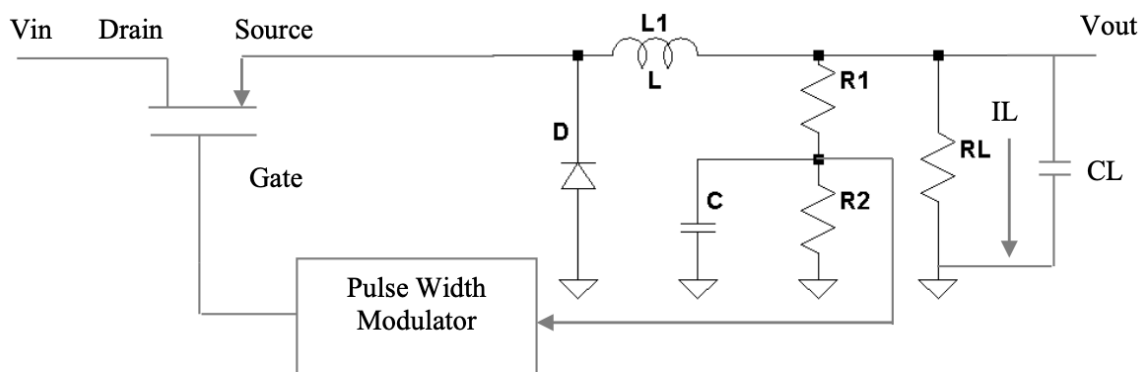 Vin Drain Source L1 Vout
L R1
D IL
RL
Gate C R2 CL
Pulse Width
Modulator